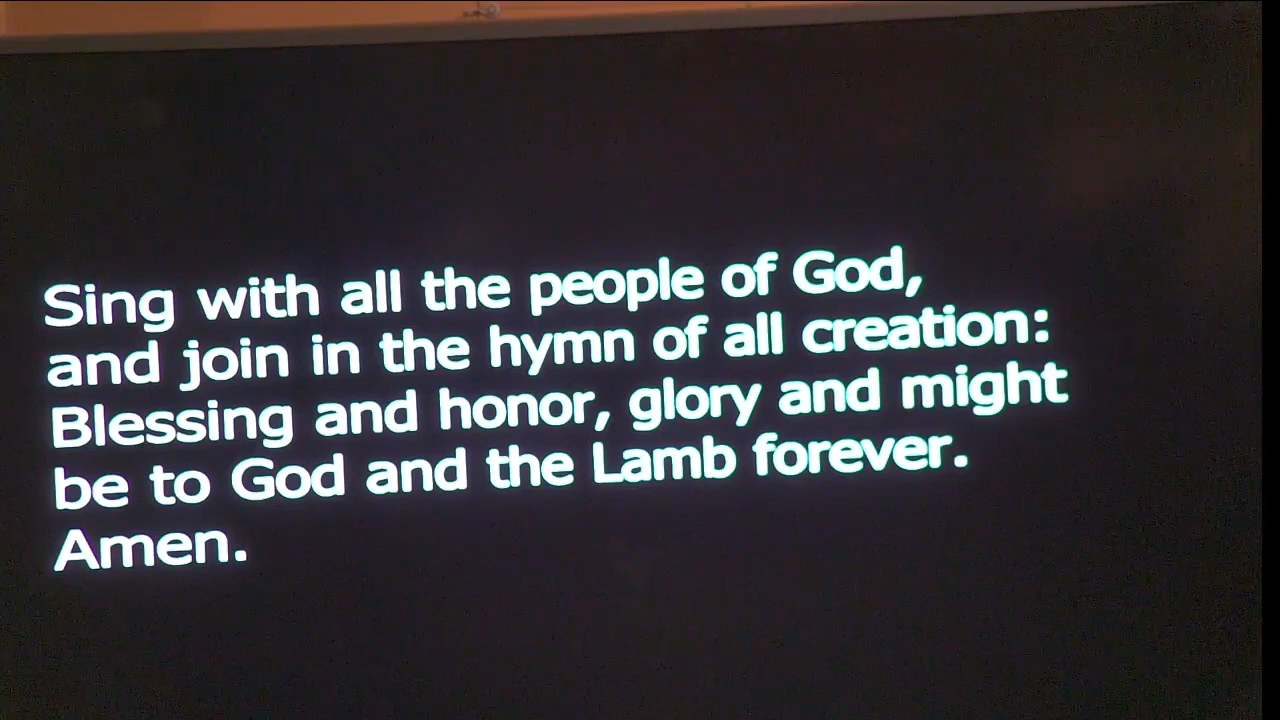 Sing with all the people of God,
and join in the hymn of all creation:
Blessing and honor, glory and might
be to God and the Lamb forever.
Amen.